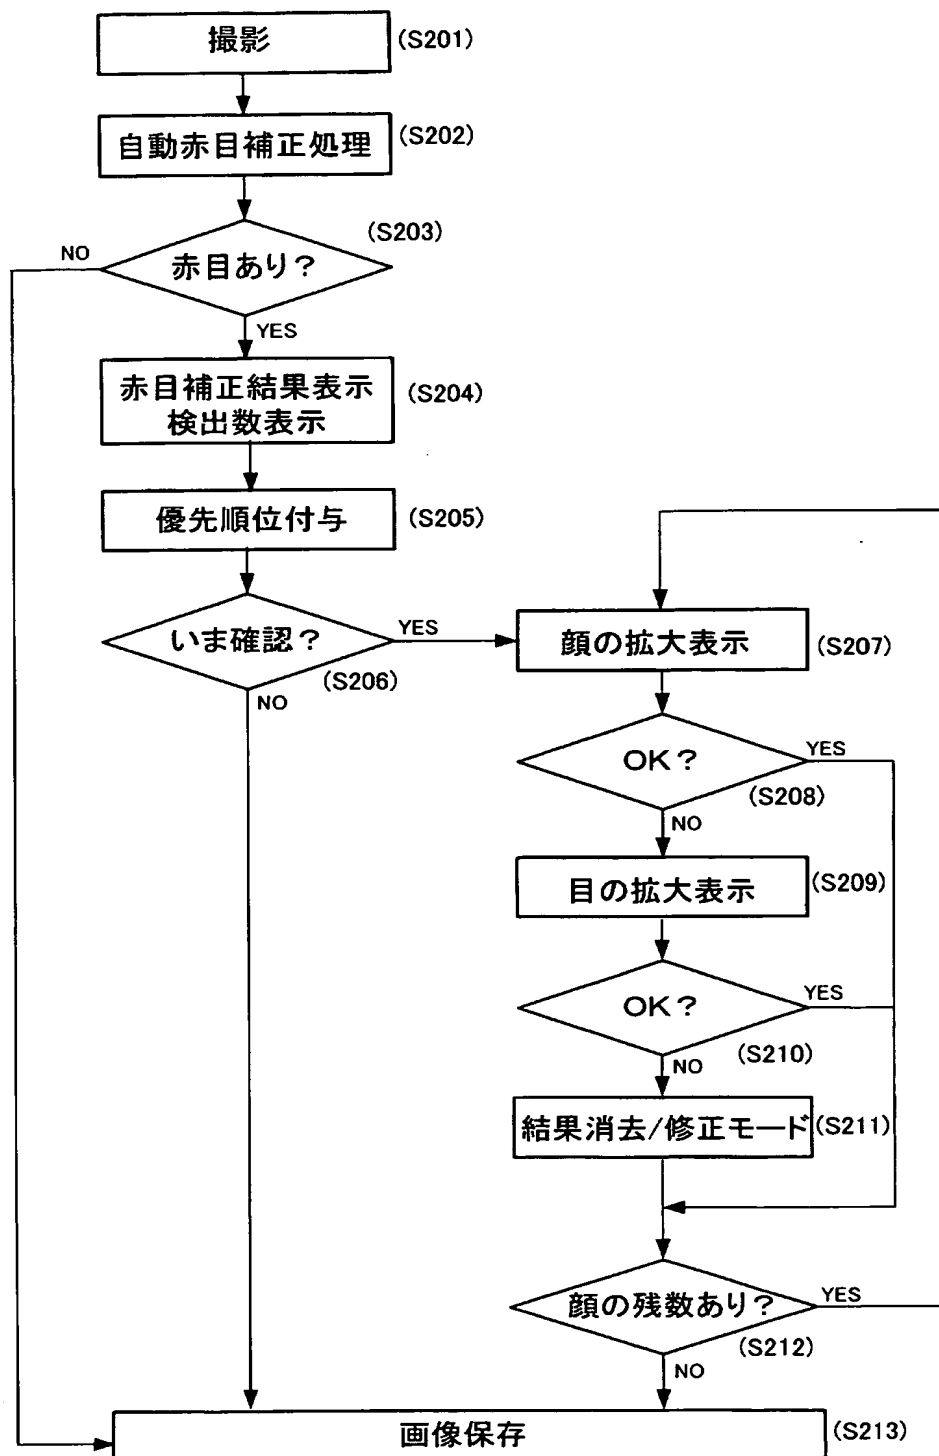 撮影
(S201)
自動赤目補正処理
(S202)
(S203)
NO
赤目あり?
YES
赤目補正結果表示
検出数表示
(S204)
優先順位付与
(S205)
いま確認?
YES
(S206)
NO
顔の拡大表示
(S207)
OK?
YES
(S208)
NO
目の拡大表示
(S209)
OK?
YES
(S210)
NO
結果消去/修正モード
(S211)
顔の残数あり?
YES
(S212)
NO
画像保存
(S213)